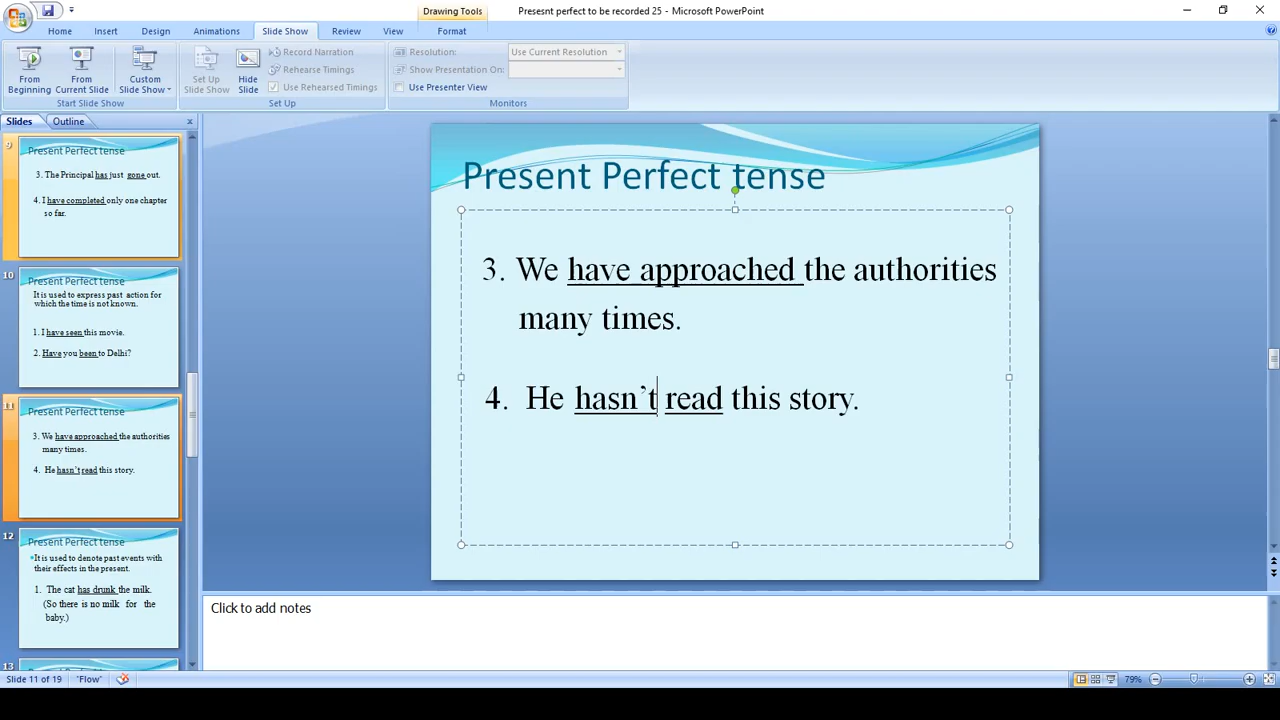 Drawing Tools
Presesnt perfect to be recorded 25 - Microsoft PowerPoint
Home Insert Design Animations Slide Show Review View Format
From Beginning
From Current Slide
Custom Slide Show
Set Up Slide Show
Hide Slide
Record Narration
Rehearse Timings
Use Rehearsed Timings
Resolution: Use Current Resolution
Show Presentation On:
Use Presenter View
Start Slide Show Set Up Monitors
Slides Outline
9
Present Perfect tense
3. The Principal has just gone out.
4. I have completed only one chapter
so far.
10
It is used to express past action for
which the time is not known.
1. I have seen this movie.
2. Have you been to Delhi?
11
Present Perfect tense
3. We have approached the authorities
many times.
4. He hasn’t read this story.
12
Present Perfect tense
It is used to denote past events with
their effects in the present.
1. The cat has drunk the milk.
(So there is no milk for the
baby.)
13
Present Perfect tense
3. We have approached the authorities
many times.
4. He hasn’t read this story.
Click to add notes
Slide 11 of 19 "Flow" 79%